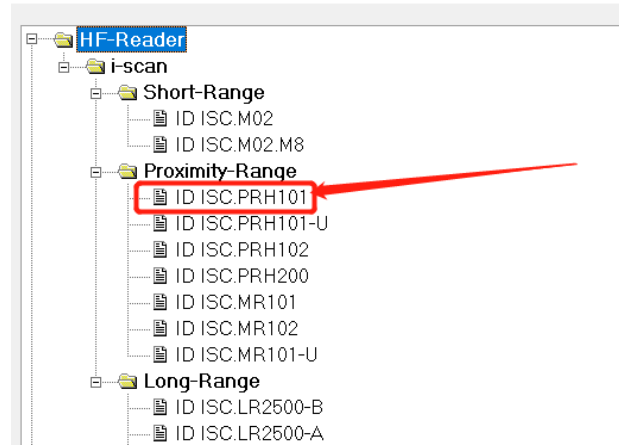 HF-Reader
i-scan
Short-Range
ID ISC.M02
ID ISC.M02.M8
Proximity-Range
ID ISC.PRH101
ID ISC.PRH101-U
ID ISC.PRH102
ID ISC.PRH200
ID ISC.MR101
ID ISC.MR102
ID ISC.MR101-U
Long-Range
ID ISC.LR2500-B
ID ISC.LR2500-A